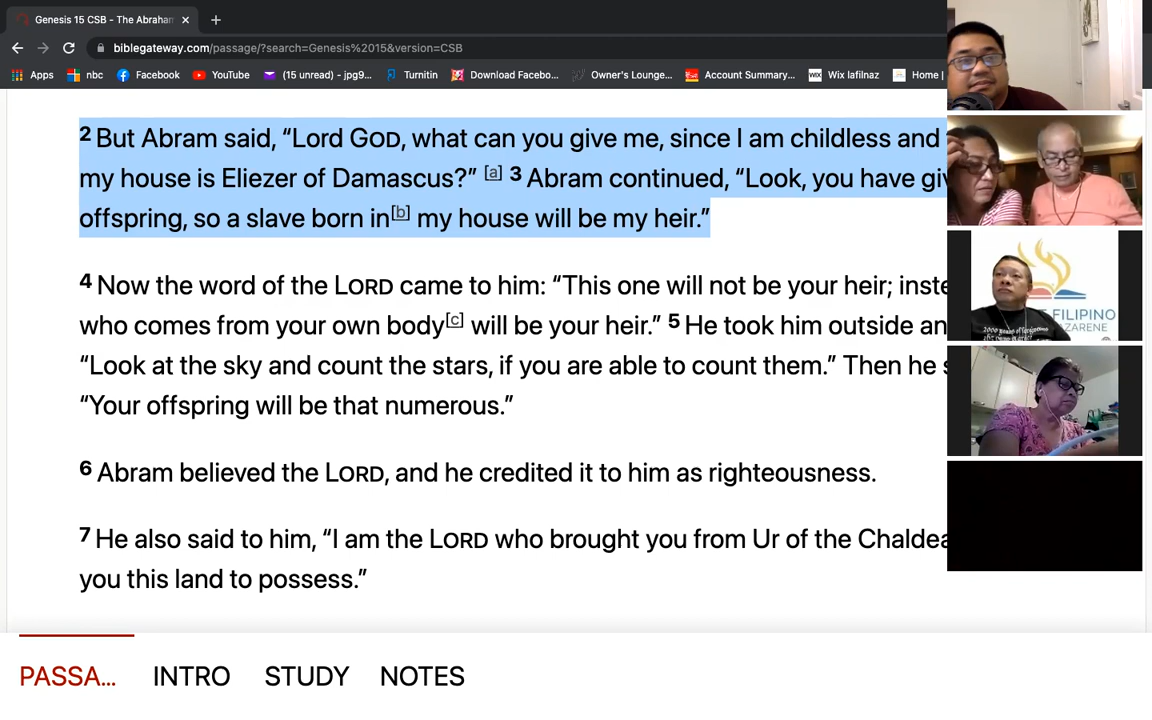 Genesis 15 CSB - The Abraham
biblegateway.com/passage/?search=Genesis%2015&version=CSB
Apps nbc Facebook YouTube (15 unread) - jpg9... Turnitin Download Facebo... Owner's Lounge... Account Summary... WIX Wix lafilnaz Home |
2 But Abram said, “Lord GOD, what can you give me, since I am childless and
my house is Eliezer of Damascus?” [a] 3 Abram continued, “Look, you have giv
offspring, so a slave born in[b] my house will be my heir.”
4 Now the word of the LORD came to him: “This one will not be your heir; inste
who comes from your own body[c] will be your heir.” 5 He took him outside an
“Look at the sky and count the stars, if you are able to count them.” Then he s
“Your offspring will be that numerous.”
6 Abram believed the LORD, and he credited it to him as righteousness.
7 He also said to him, “I am the LORD who brought you from Ur of the Chaldea
you this land to possess.”
PASSA... INTRO STUDY NOTES
FILIPINO
AZARENE